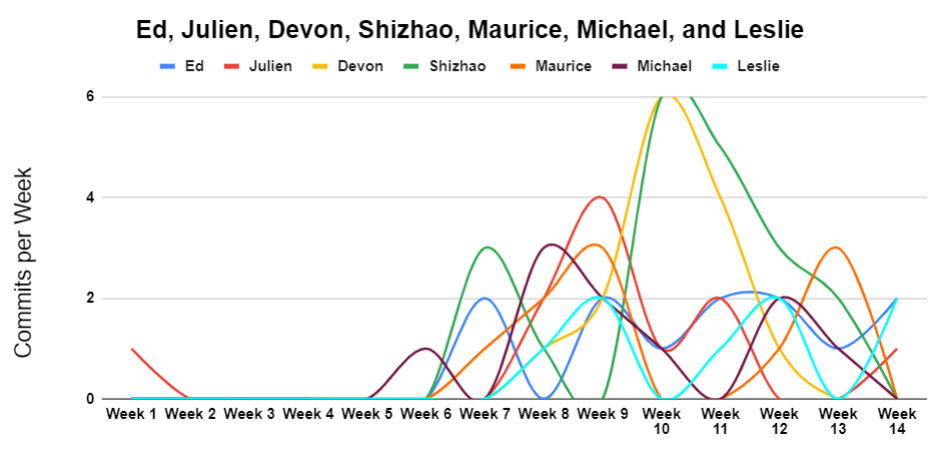 Ed, Julien, Devon, Shizhao, Maurice, Michael, and Leslie
Ed Julien Devon Shizhao Maurice Michael Leslie
Commits per Week
6
4
2
0
Week 1 Week 2 Week 3 Week 4 Week 5 Week 6 Week 7 Week 8 Week 9 Week 10 Week 11 Week 12 Week 13 Week 14